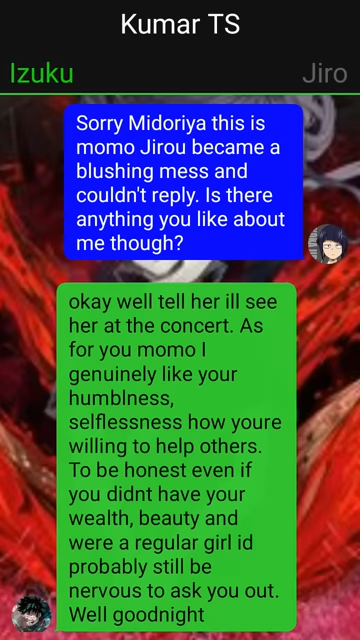 Kumar TS
Izuku
Jiro
Sorry Midoriya this is
momo Jirou became a
blushing mess and
couldn't reply. Is there
anything you like about
me though?
okay well tell her ill see
her at the concert. As
for you momo I
genuinely like your
humblness,
selflessness how youre
willing to help others.
To be honest even if
you didnt have your
wealth, beauty and
were a regular girl id
probably still be
nervous to ask you out.
Well goodnight